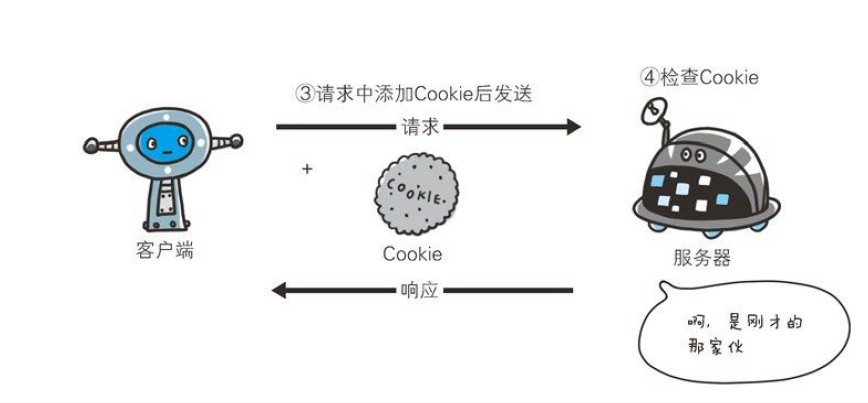 ④检查Cookie
③请求中添加Cookie后发送
请求
+
COOKIE
Cookie
客户端
服务器
响应
啊，是刚才的
那家伙